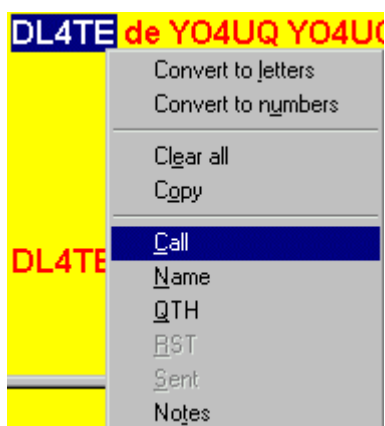 DL4TE de YO4UQ
Convert to letters
Convert to numbers
Clear all
Copy
Call
DL4TE
Name
QTH
RST
Sent
Notes